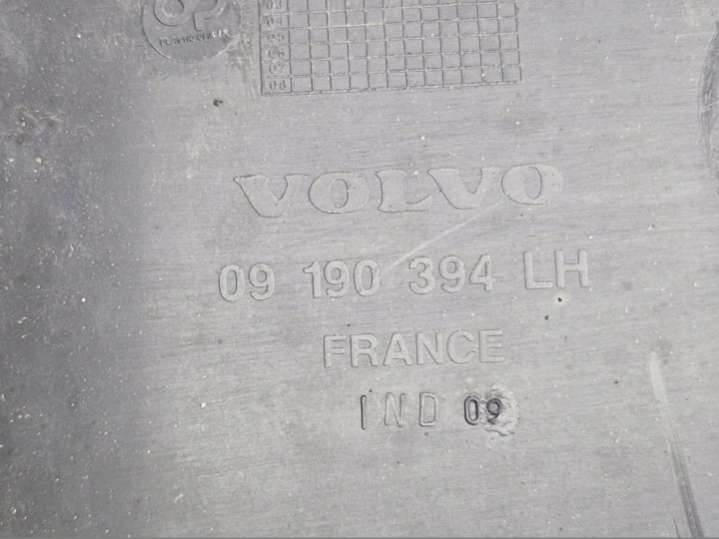 VOLVO
09 190 394 LH
FRANCE
IND 09